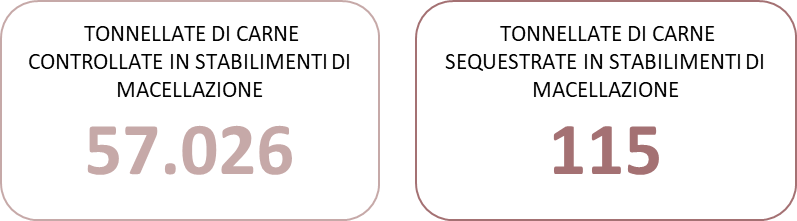 TONNELLATE DI CARNE
CONTROLLATE IN STABILIMENTI DI
MACELLAZIONE
57.026
TONNELLATE DI CARNE
SEQUESTRATE IN STABILIMENTI DI
MACELLAZIONE
115